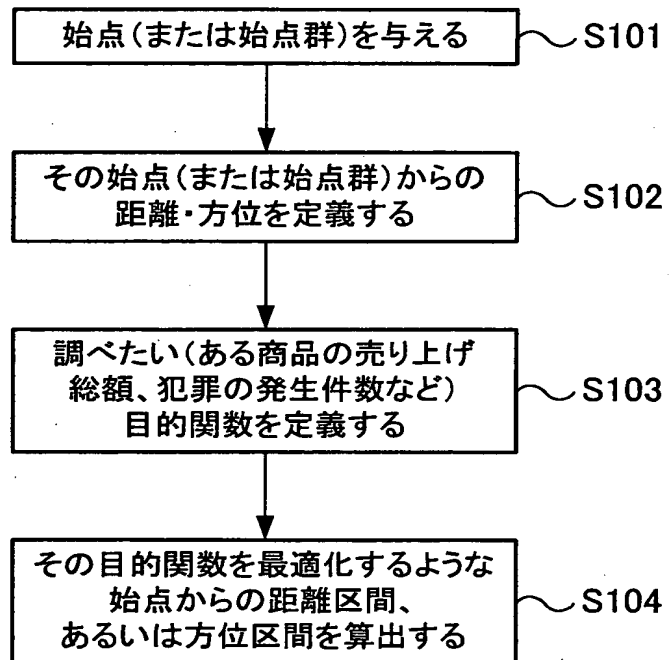 始点(または始点群)を与える
S101
その始点(または始点群)からの
距離・方位を定義する
S102
調べたい(ある商品の売り上げ
総額、犯罪の発生件数など)
目的関数を定義する
S103
その目的関数を最適化するような
始点からの距離区間、
あるいは方位区間を算出する
S104